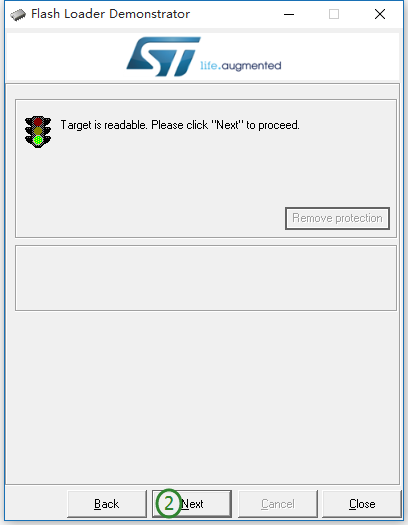 Flash Loader Demonstrator
ST
life.augmented
Target is readable. Please click "Next" to proceed.
Remove protection
Back
2
Next
Cancel
Close